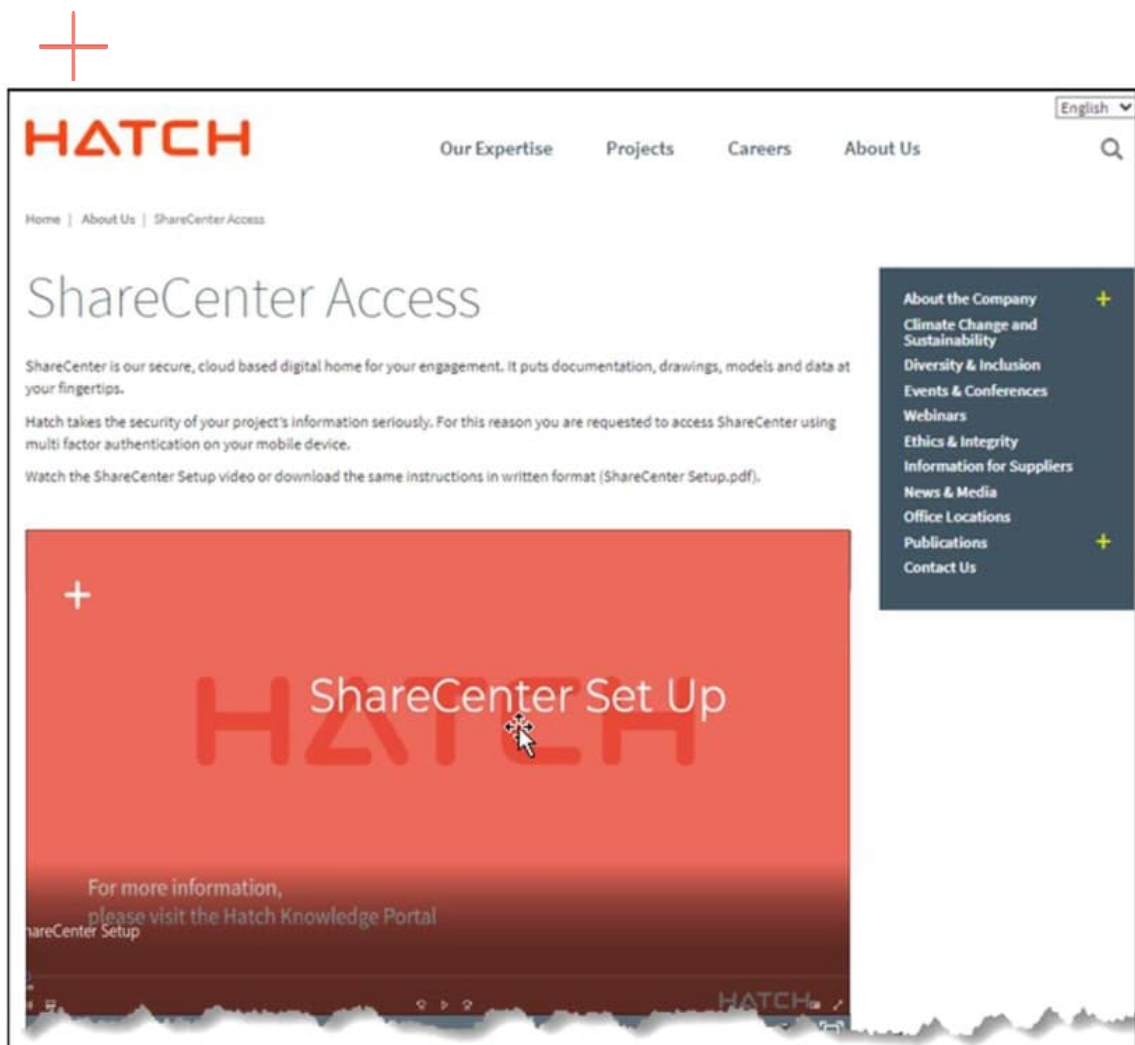 English
HATCH
Our Expertise Projects Careers About Us
Home | About Us | ShareCenter Access
ShareCenter Access
ShareCenter is our secure, cloud based digital home for your engagement. It puts documentation, drawings, models and data at
your fingertips.
Hatch takes the security of your project's information seriously. For this reason you are requested to access ShareCenter using
multi factor authentication on your mobile device.
Watch the ShareCenter Setup video or download the same instructions in written format (ShareCenter Setup.pdf).
About the Company +
Climate Change and
Sustainability
Diversity & Inclusion
Events & Conferences
Webinars
Ethics & Integrity
Information for Suppliers
News & Media
Office Locations
Publications +
Contact Us
HATCH
ShareCenter Set Up
For more information,
please visit the Hatch Knowledge Portal
hareCenter Setup
HATCH